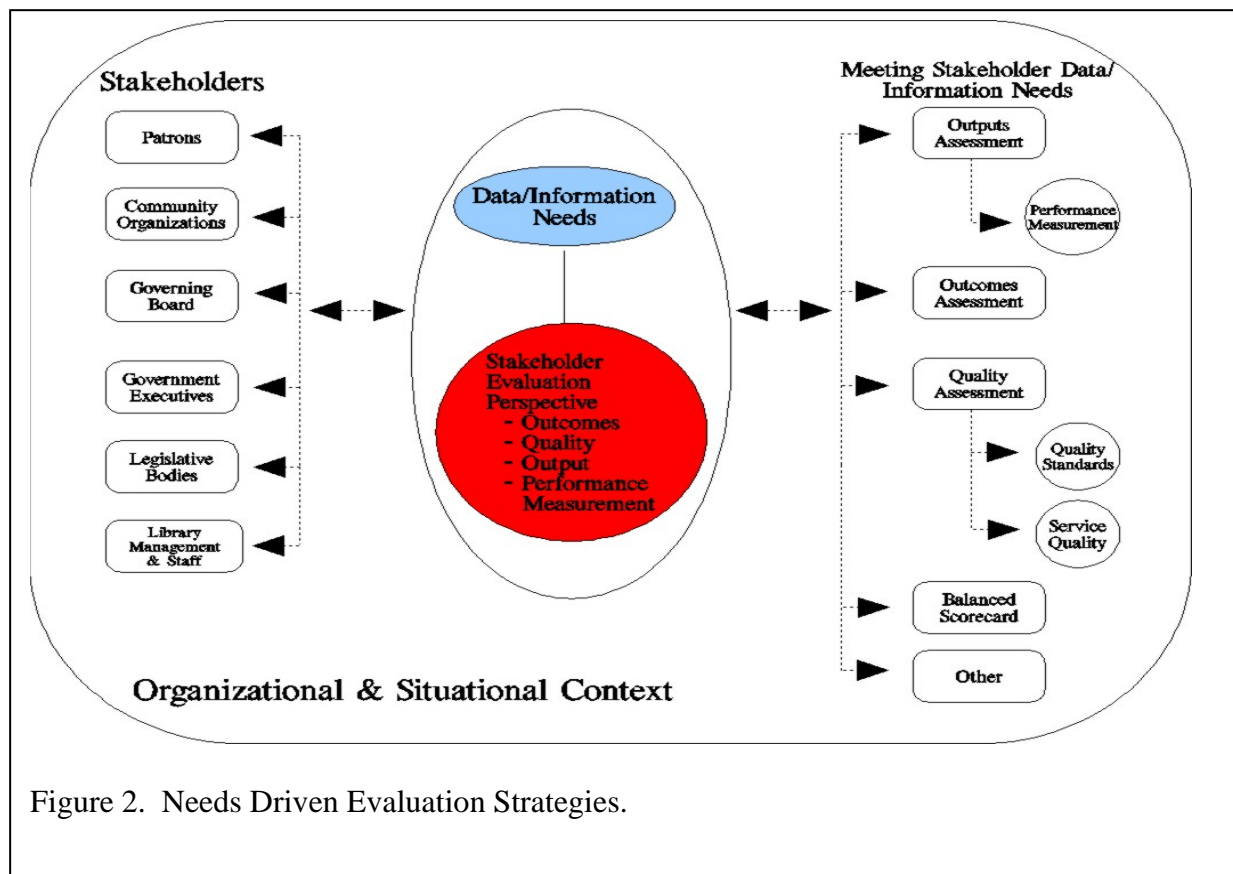 Stakeholders
Patrons
Community
Organizations
Governing
Board
Government
Executives
Legislative
Bodies
Library
Management
& Staff
Data/Information
Needs
Stakeholder
Evaluation
Perspective
- Outcomes
- Quality
- Output
- Performance
Measurement
Meeting Stakeholder Data/
Information Needs
Outputs
Assessment
Performance
Measurement
Outcomes
Assessment
Quality
Assessment
Quality
Standards
Service
Quality
Balanced
Scorecard
Other
Organizational & Situational Context
Figure 2. Needs Driven Evaluation Strategies.